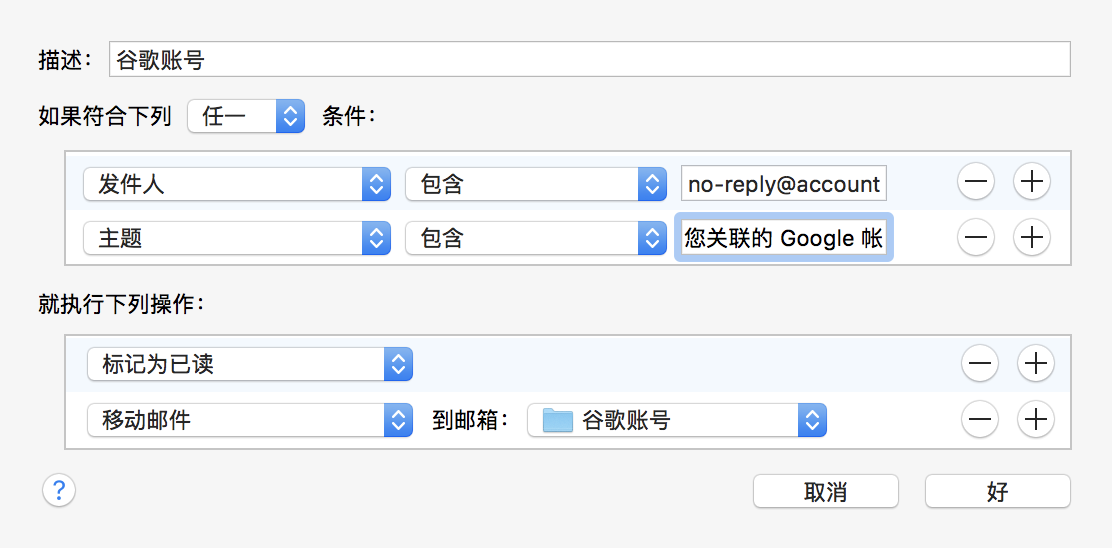 描述： 谷歌账号
如果符合下列 任一 条件：
发件人 包含 no-reply@account
主题 包含 您关联的 Google 帐
就执行下列操作：
标记为已读
移动邮件 到邮箱： 谷歌账号
? 取消 好